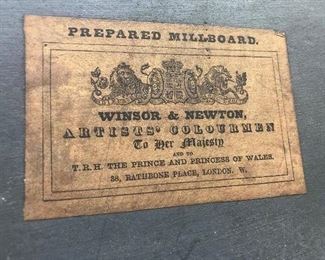 PREPARED MILLBOARD.
WINSOR & NEWTON,
ARTISTS' COLOURMEN
To Her Majesty
AND TO
T.R.H. THE PRINCE AND PRINCESS OF WALES.
38, RATHBONE PLACE, LONDON. W.